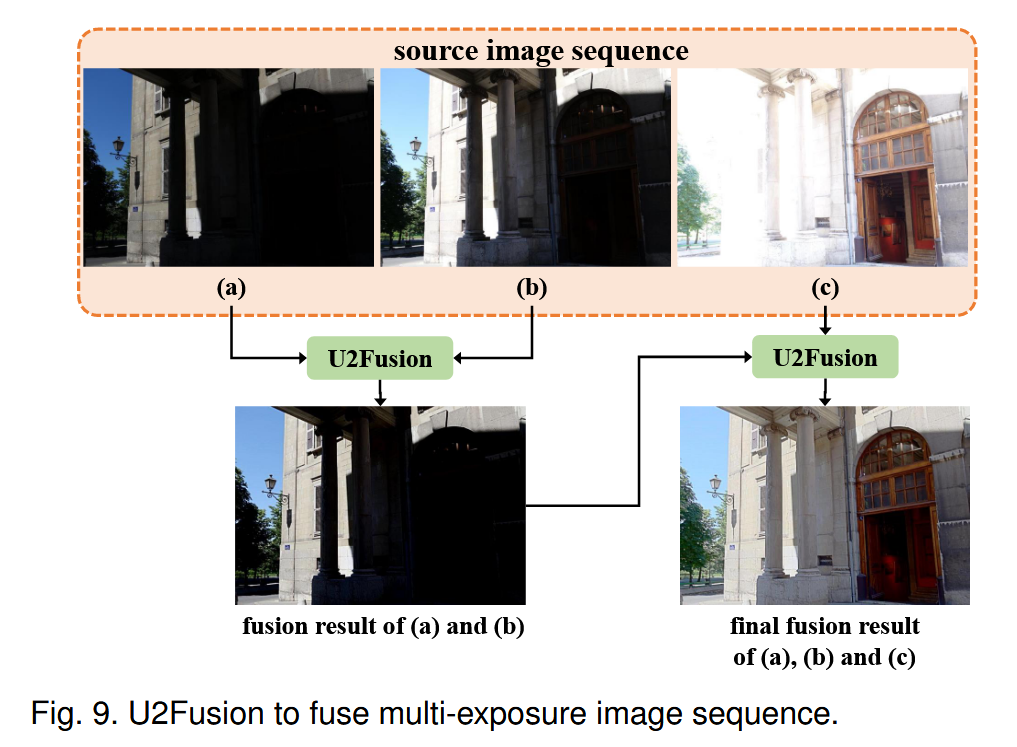 source image sequence
(a)
(b)
(c)
U2Fusion
U2Fusion
fusion result of (a) and (b)
final fusion result
of (a), (b) and (c)
Fig. 9. U2Fusion to fuse multi-exposure image sequence.